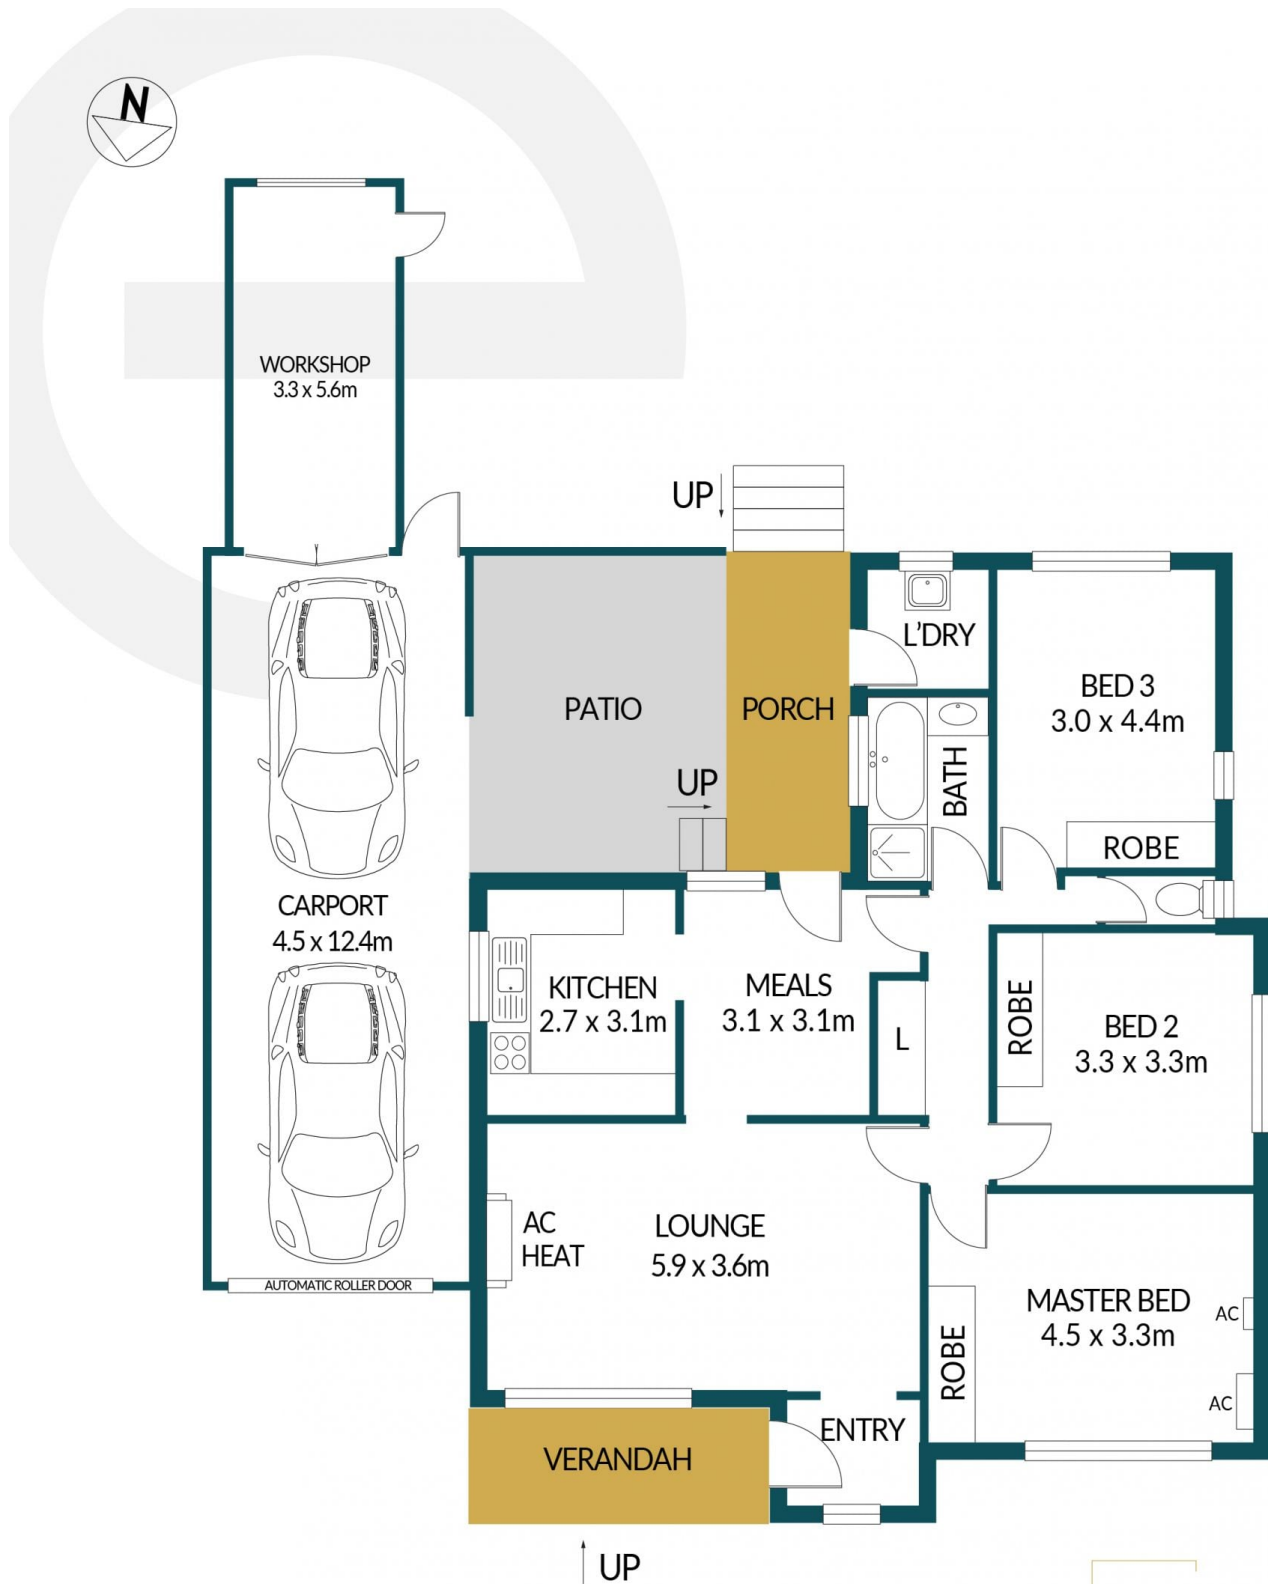 N
WORKSHOP
3.3 x 5.6m
UP
L'DRY
BED 3
3.0 x 4.4m
PATIO
PORCH
UP
BATH
ROBE
CARPORT
4.5 x 12.4m
KITCHEN
2.7 x 3.1m
MEALS
3.1 x 3.1m
L
ROBE
BED 2
3.3 x 3.3m
AC
HEAT
LOUNGE
5.9 x 3.6m
AUTOMATIC ROLLER DOOR
MASTER BED
4.5 x 3.3m
AC
ROBE
AC
ENTRY
VERANDAH
UP